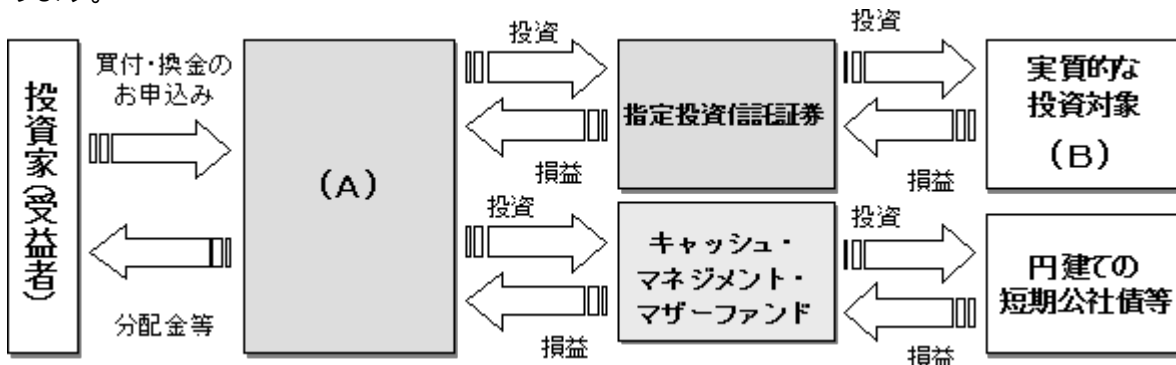 投資家（受益者）
買付・換金の
お申込み
分配金等
（A）
投資
損益
投資
損益
指定投資信託証券
キャッシュ・
マネジメント・
マザーファンド
投資
損益
投資
損益
実質的な
投資対象
（B）
円建ての
短期公社債等